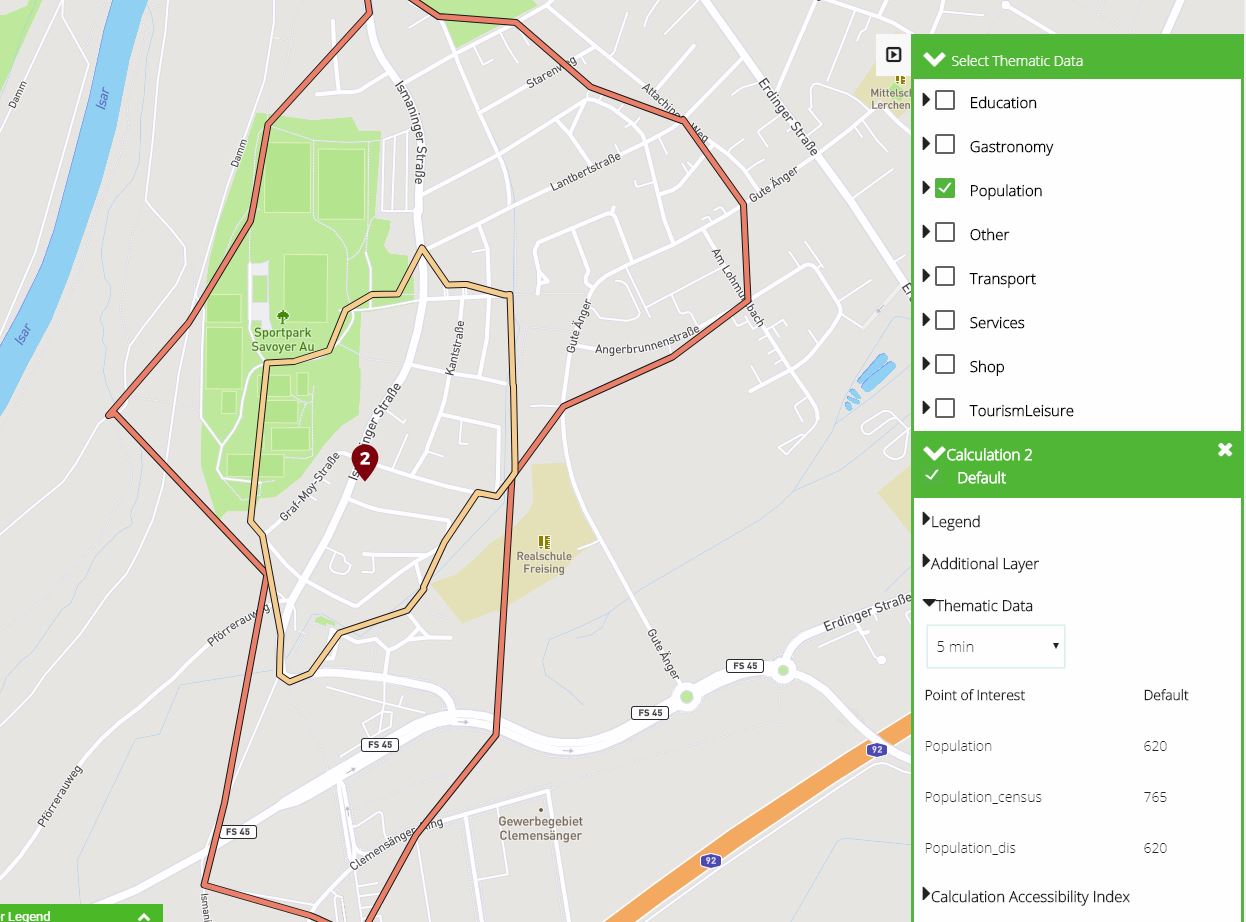 Damm
Isar
Isar
Damm
Sportpark
Savoyer Au
Ismaninger Straße
Starenweg
Attachinger Weg
Erdinger Straße
Mittelsch
Lerchen
Lantbertstraße
Gute Änger
Am Lohmühlbach
Gute Änger
Angerbrunnenstraße
Kantstraße
inger Straße
2
Graf-Moy-Straße
Realschule
Freising
Pförrerauweg
Gute Änger
Erdinger Straße
FS 45
FS 45
FS 45
92
Pförrerauweg
FS 45
Clemensänger-Ring
Gewerbegebiet
Clemensänger
92
Ismani
r Legend
Select Thematic Data
Education
Gastronomy
Population
Other
Transport
Services
Shop
TourismLeisure
Calculation 2
Default
Legend
Additional Layer
Thematic Data
5 min
Point of Interest Default
Population 620
Population_census 765
Population_dis 620
Calculation Accessibility Index